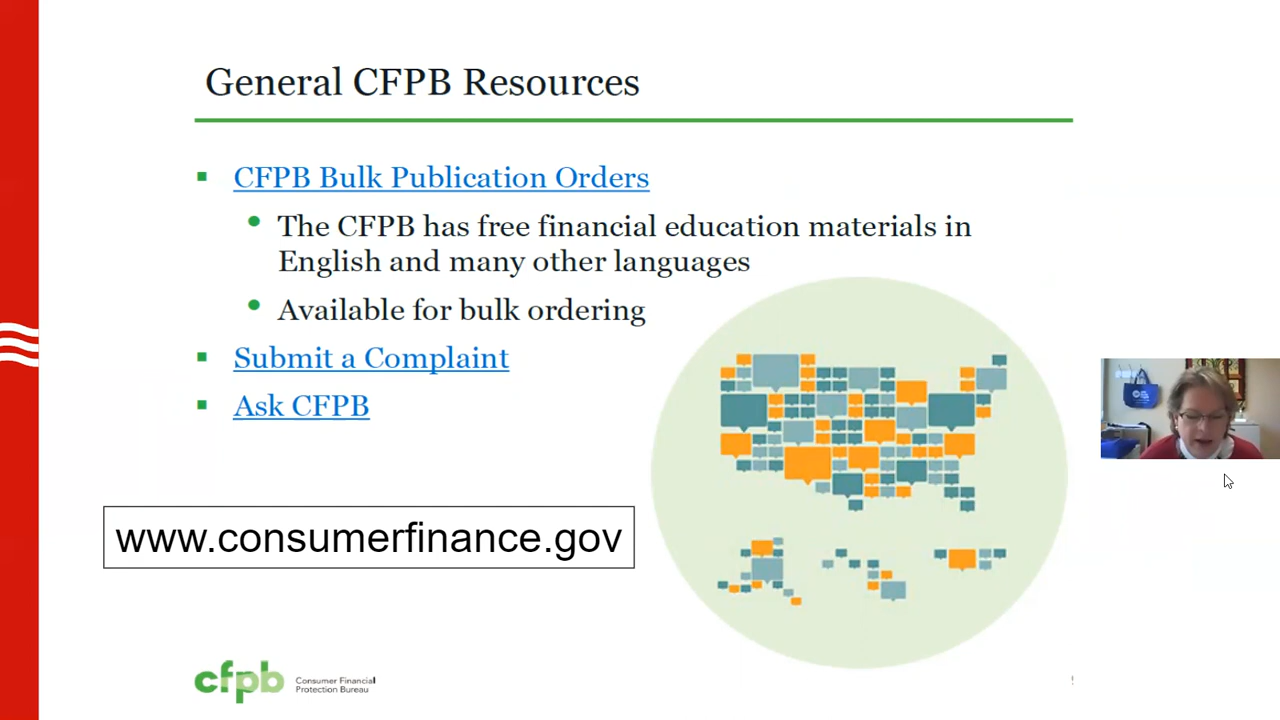 General CFPB Resources
CFPB Bulk Publication Orders
The CFPB has free financial education materials in
English and many other languages
Available for bulk ordering
Submit a Complaint
Ask CFPB
www.consumerfinance.gov
cfpb
Consumer Financial
Protection Bureau